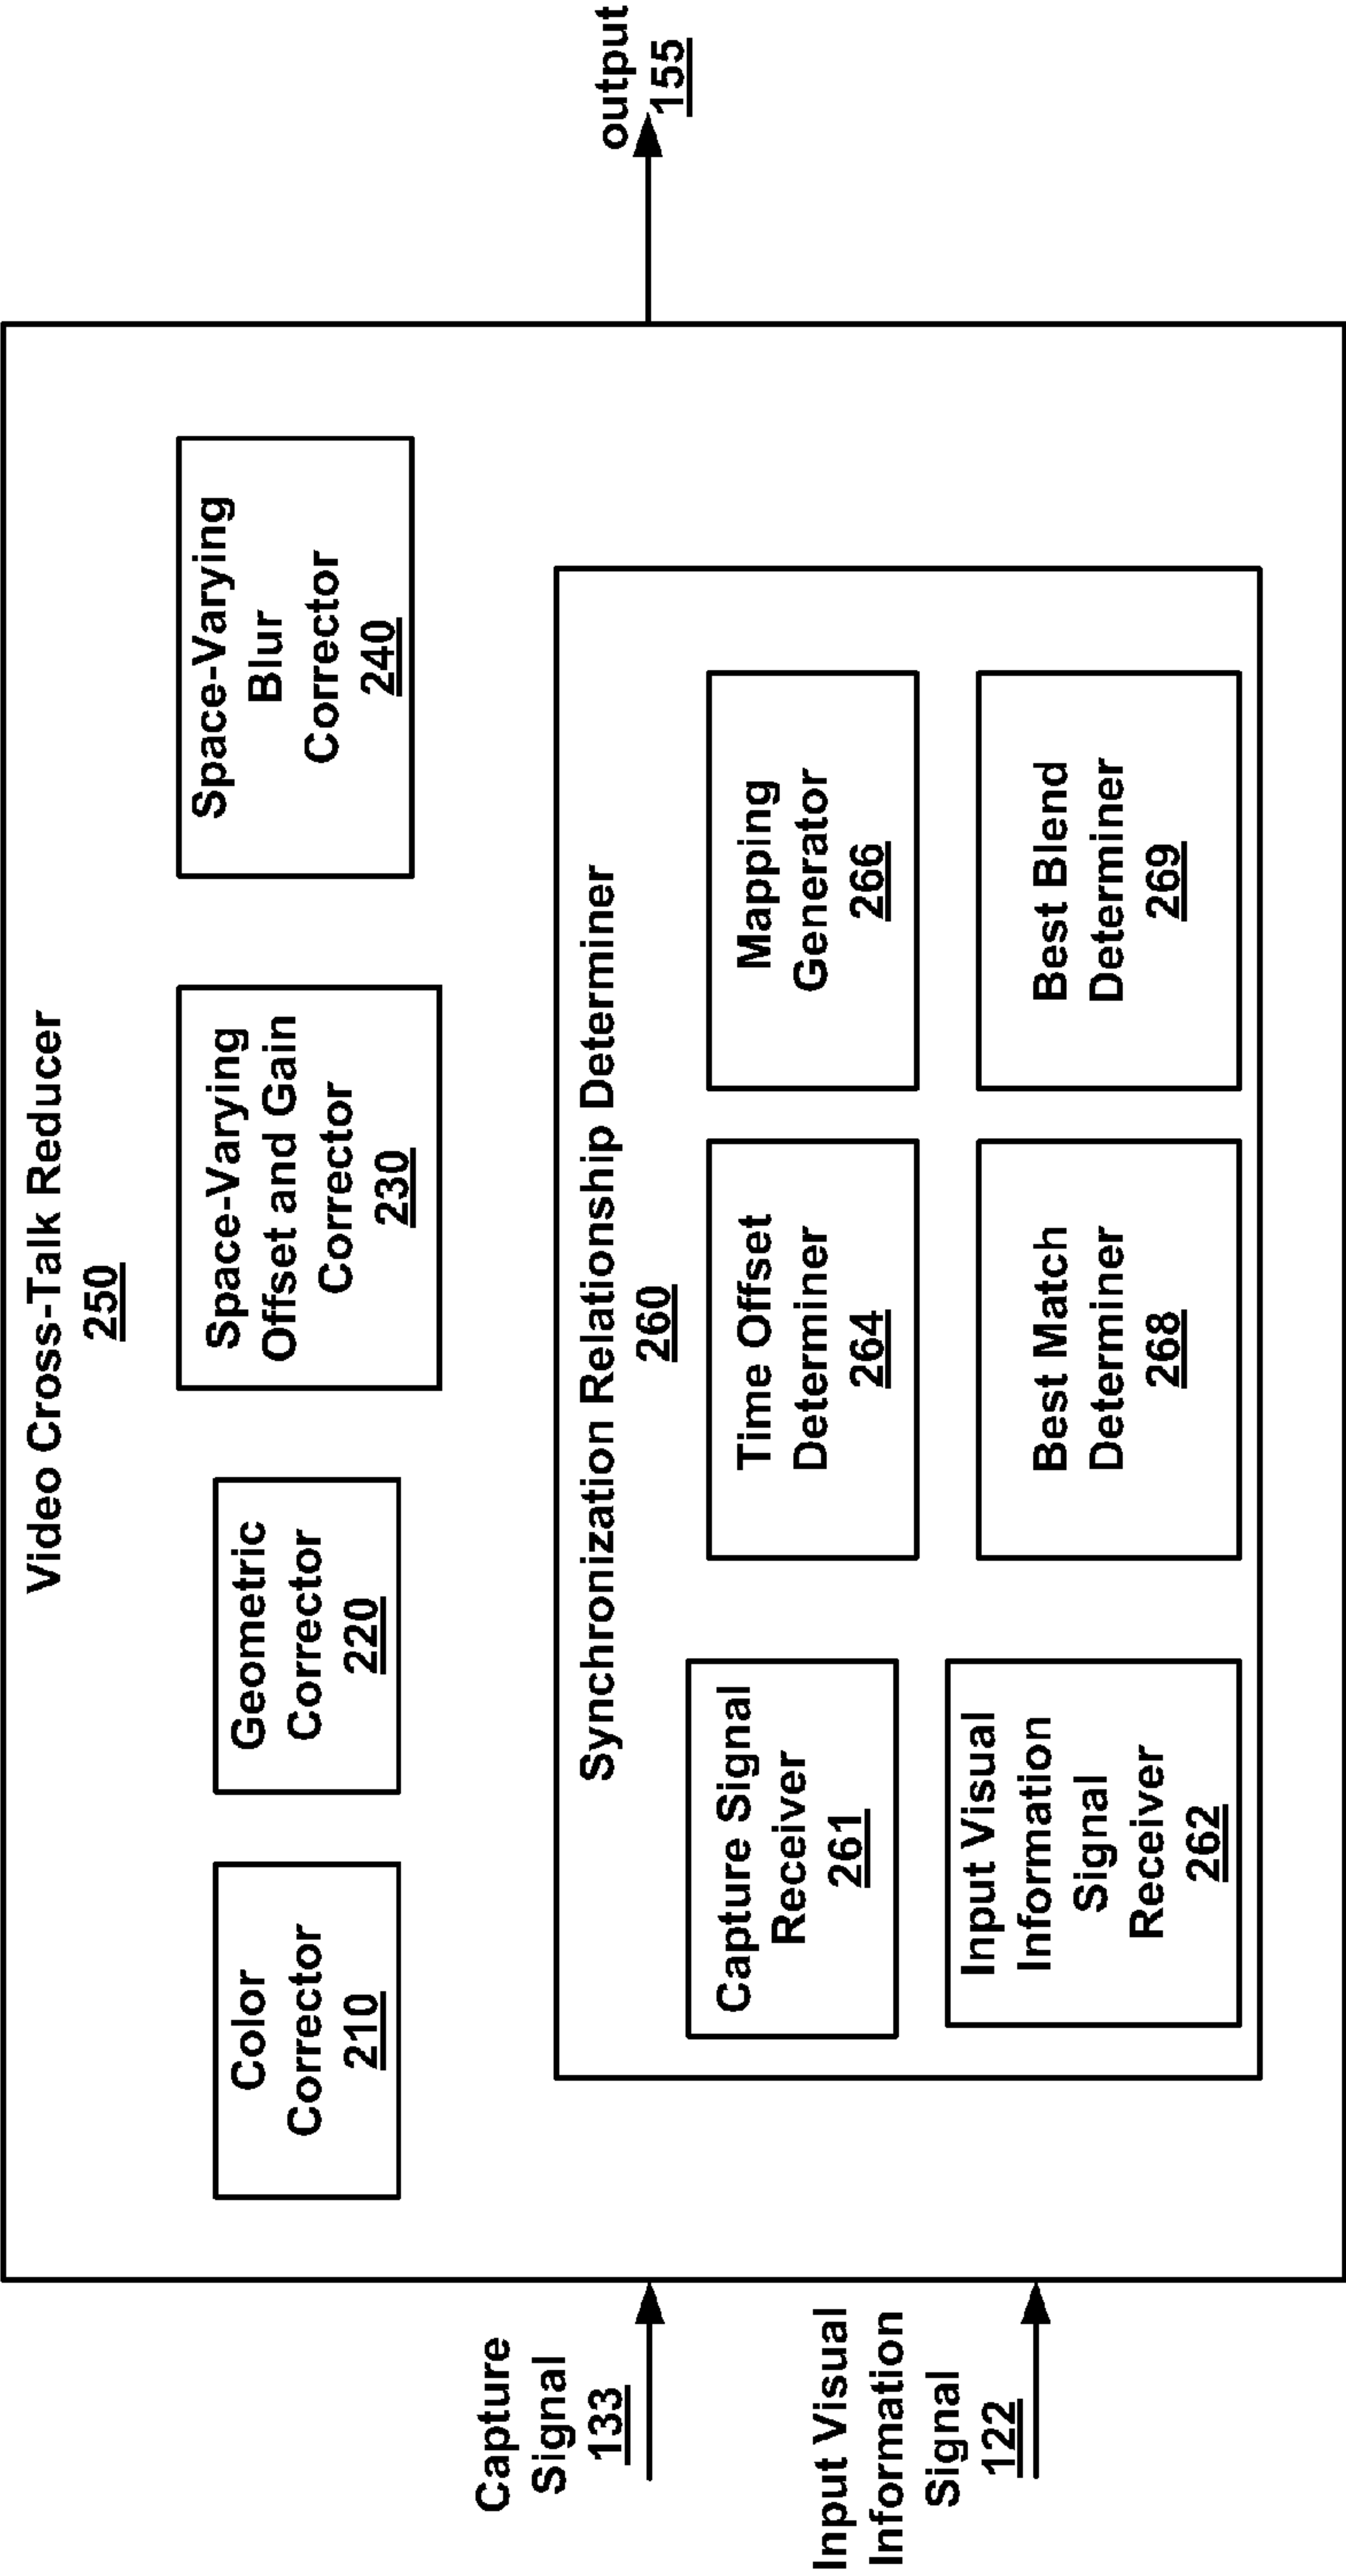 Video Cross-Talk Reducer
250
Color
Corrector
210
Geometric
Corrector
220
Space-Varying
Offset and Gain
Corrector
230
Space-Varying
Blur
Corrector
240
Capture
Signal
133
Input Visual
Information
Signal
122
Synchronization Relationship Determiner
260
Capture Signal
Receiver
261
Time Offset
Determiner
264
Mapping
Generator
266
Input Visual
Information
Signal
Receiver
262
Best Match
Determiner
268
Best Blend
Determiner
269
output
155